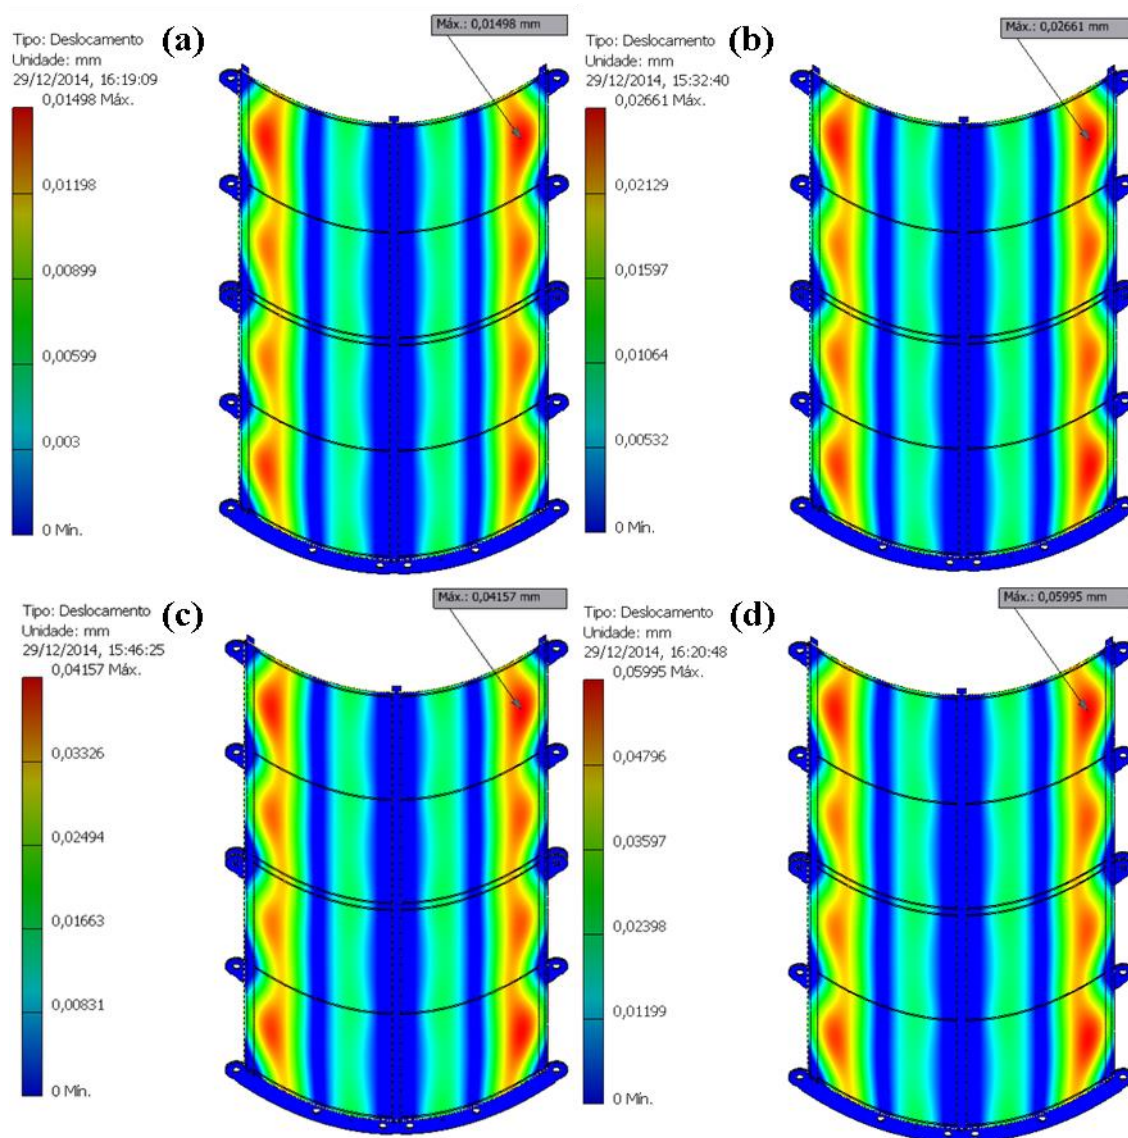 (a)
Máx.: 0,01498 mm
Tipo: Deslocamento
Unidade: mm
29/12/2014, 16:19:09
0,01498 Máx.
0,01198
0,00899
0,00599
0,003
0 Mín.
(b)
Máx.: 0,02661 mm
Tipo: Deslocamento
Unidade: mm
29/12/2014, 15:32:40
0,02661 Máx.
0,02129
0,01597
0,01064
0,00532
0 Mín.
(c)
Máx.: 0,04157 mm
Tipo: Deslocamento
Unidade: mm
29/12/2014, 15:46:25
0,04157 Máx.
0,03326
0,02494
0,01663
0,00831
0 Mín.
(d)
Máx.: 0,05995 mm
Tipo: Deslocamento
Unidade: mm
29/12/2014, 16:20:48
0,05995 Máx.
0,04796
0,03597
0,02398
0,01199
0 Mín.